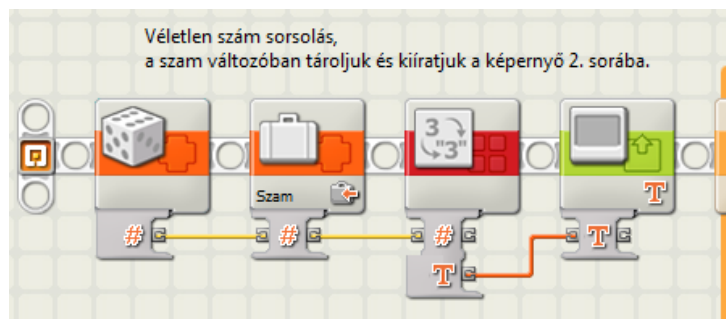 Véletlen szám sorsolás,
a szam változóban tároljuk és kiíratjuk a képernyő 2. sorába.
3
"3"
Szam
T
# # #
T
T